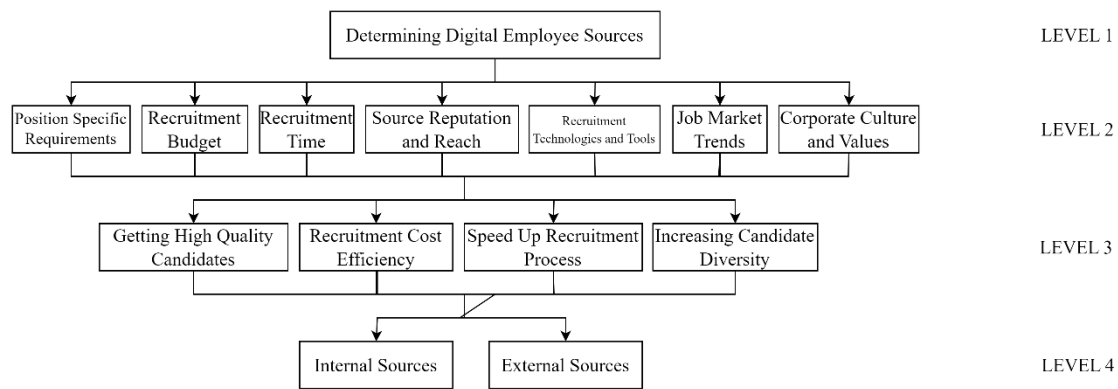 Determining Digital Employee Sources
LEVEL 1
Position Specific
Requirements
Recruitment
Budget
Recruitment
Time
Source Reputation
and Reach
Recruitment
Technologies and Tools
Job Market
Trends
Corporate Culture
and Values
LEVEL 2
Getting High Quality
Candidates
Recruitment Cost
Efficiency
Speed Up Recruitment
Process
Increasing Candidate
Diversity
LEVEL 3
Internal Sources
External Sources
LEVEL 4